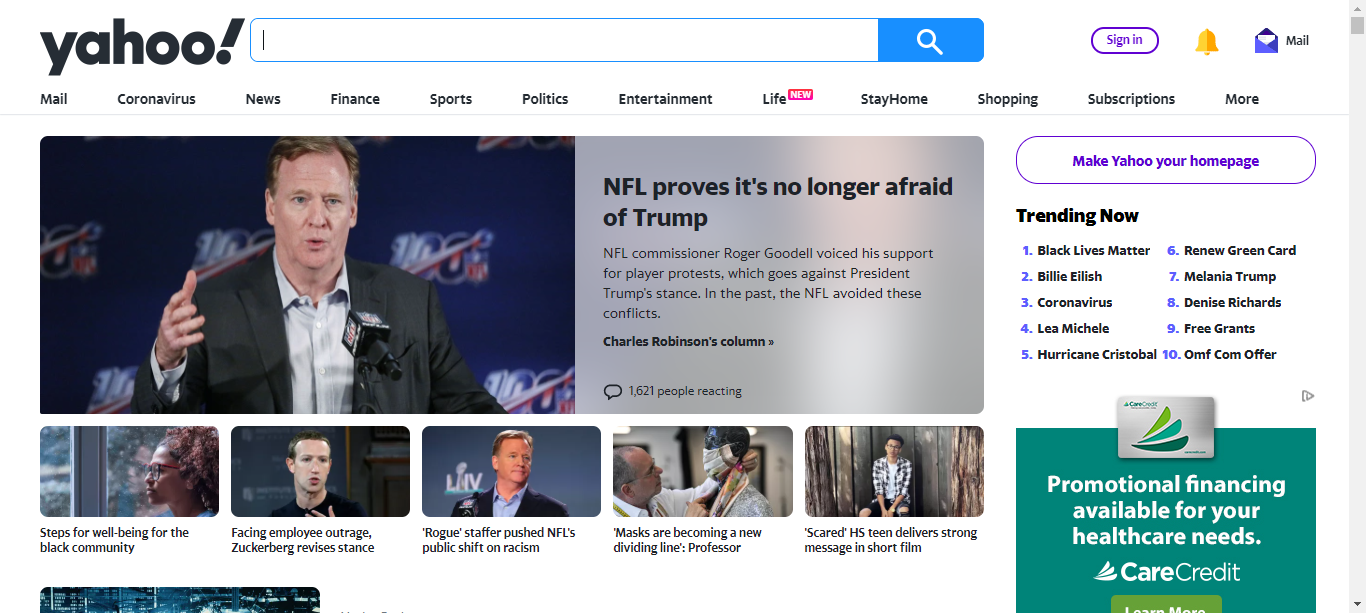 yahoo!
Sign in
Mail
Mail
Coronavirus
News
Finance
Sports
Politics
Entertainment
Life NEW
StayHome
Shopping
Subscriptions
More
NFL proves it's no longer afraid
of Trump
NFL commissioner Roger Goodell voiced his support
for player protests, which goes against President
Trump's stance. In the past, the NFL avoided these
conflicts.
Charles Robinson's column »
1,621 people reacting
Steps for well-being for the
black community
Facing employee outrage,
Zuckerberg revises stance
LIV
'Rogue' staffer pushed NFL's
public shift on racism
'Masks are becoming a new
dividing line': Professor
'Scared' HS teen delivers strong
message in short film
Make Yahoo your homepage
Trending Now
1. Black Lives Matter
2. Billie Eilish
3. Coronavirus
4. Lea Michele
5. Hurricane Cristobal
6. Renew Green Card
7. Melania Trump
8. Denise Richards
9. Free Grants
10. Omf Com Offer
CareCredit
Promotional financing
available for your
healthcare needs.
CareCredit
Learn More